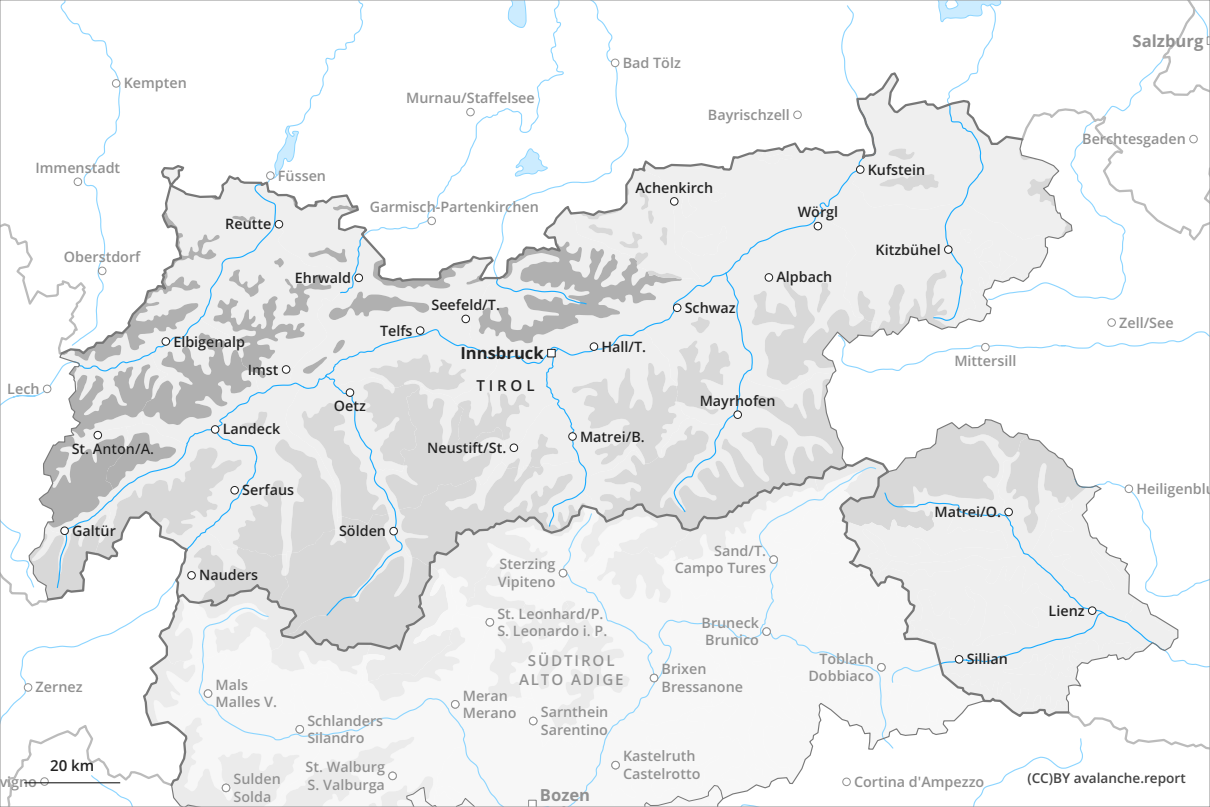 Salzburg
Bad Tölz
Kempten
Murnau/Staffelsee
Bayrischzell
Berchtesgaden
Immenstadt
Füssen
Kufstein
Achenkirch
Garmisch-Partenkirchen
Wörgl
Reutte
Kitzbühel
Oberstdorf
Ehrwald
Alpbach
Seefeld/T.
Schwaz
Zell/See
Telfs
Elbigenalp
Hall/T.
Innsbruck
Mittersill
Imst
TIROL
Lech
Mayrhofen
Oetz
Landeck
Matrei/B.
St. Anton/A.
Neustift/St.
Serfaus
Heiligenblu
Matrei/O.
Galtür
Sölden
Sand/T.
Campo Tures
Sterzing
Vipiteno
Nauders
Lienz
St. Leonhard/P.
S. Leonardo i. P.
Bruneck
Brunico
SÜDTIROL
ALTO ADIGE
Toblach
Dobbiaco
Sillian
Brixen
Bressanone
Zernez
Mals
Malles V.
Meran
Merano
Sarnthein
Sarentino
Schlanders
Silandro
Kastelruth
Castelrotto
20 km
St. Walburg
S. Valburga
vigno
Sulden
Solda
Cortina d'Ampezzo
(CC)BY avalanche.report
Bozen